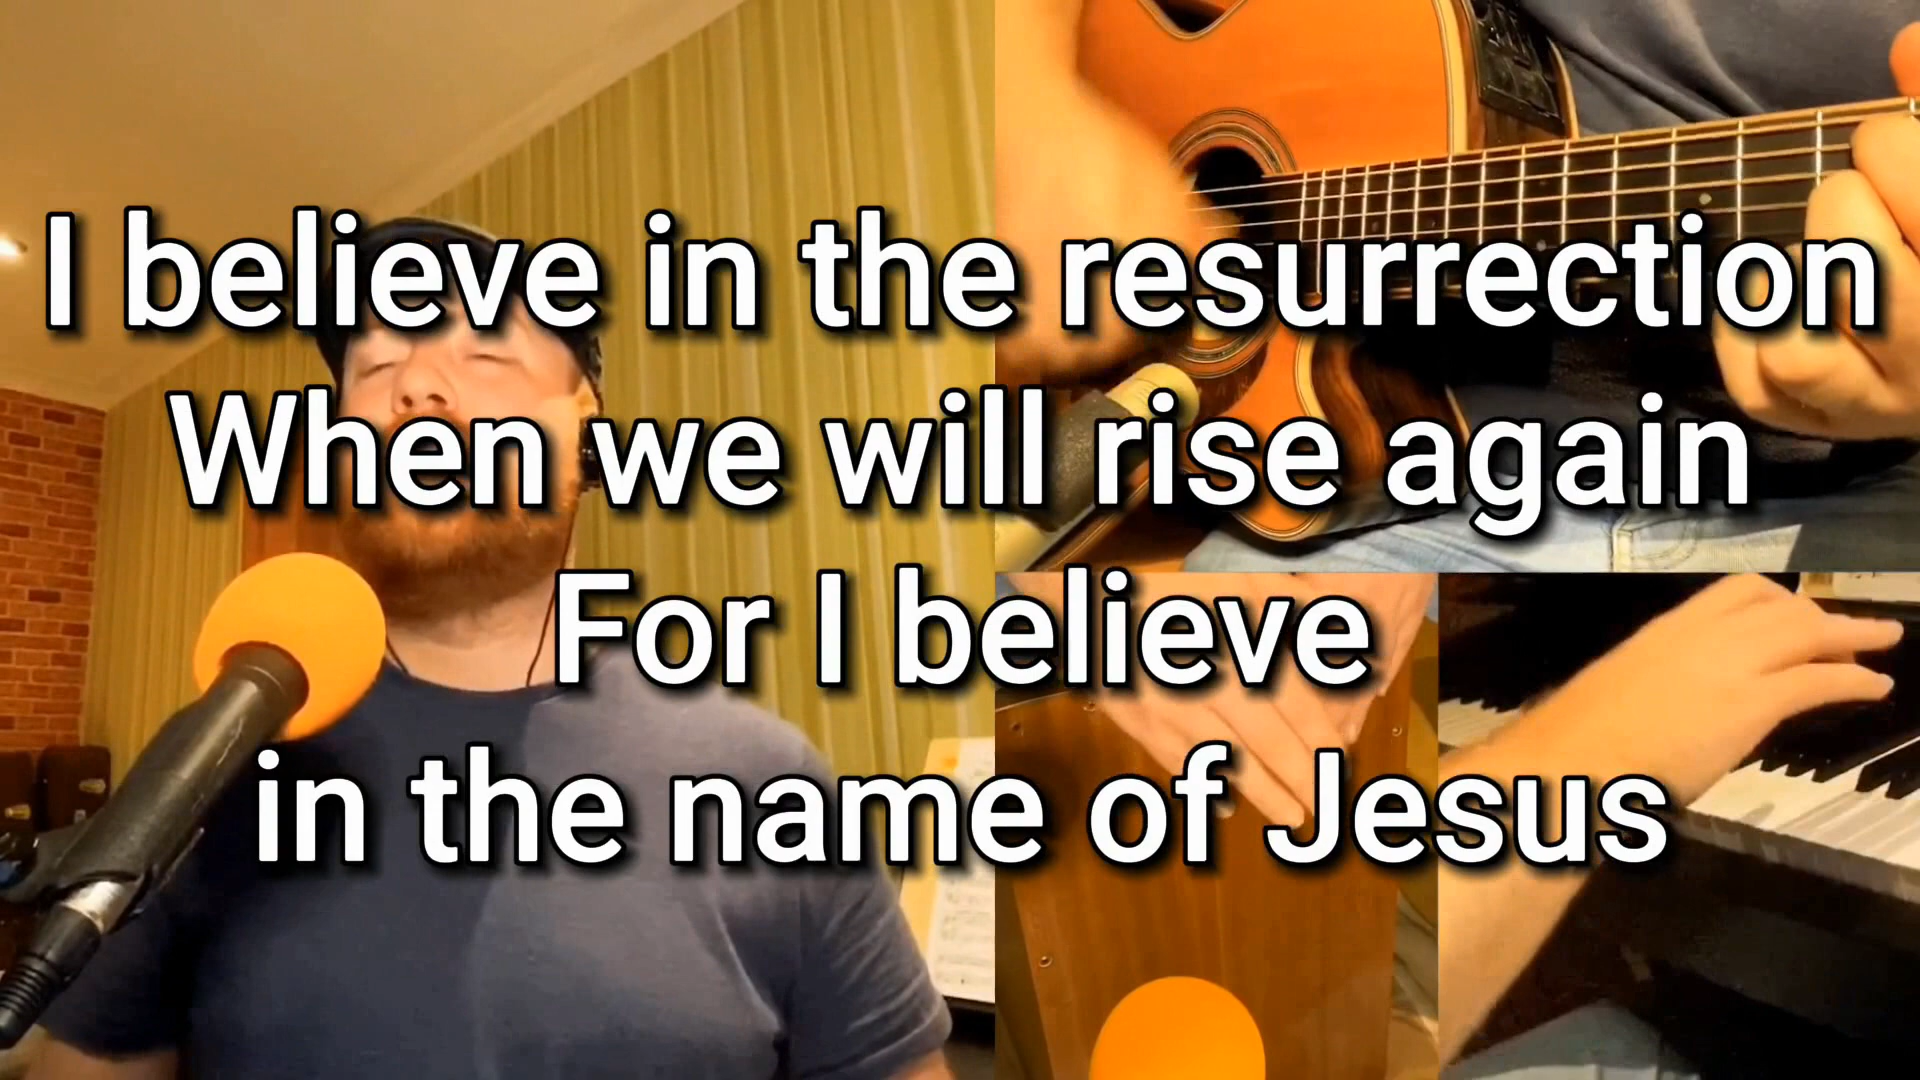 I believe in the resurrection
When we will rise again
For I believe
in the name of Jesus